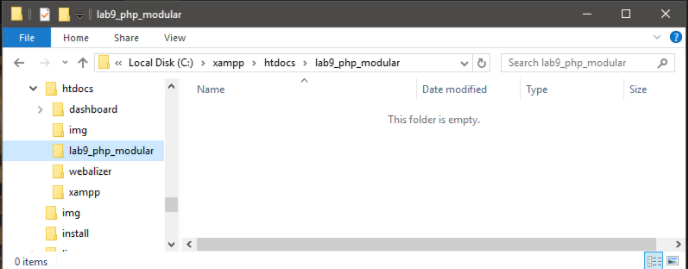 lab9_php_modular
File Home Share View
Local Disk (C:) xampp htdocs lab9_php_modular Search lab9_php_modular
htdocs
dashboard
img
lab9_php_modular
webalizer
xampp
img
install
Name Date modified Type Size
This folder is empty.
0 items